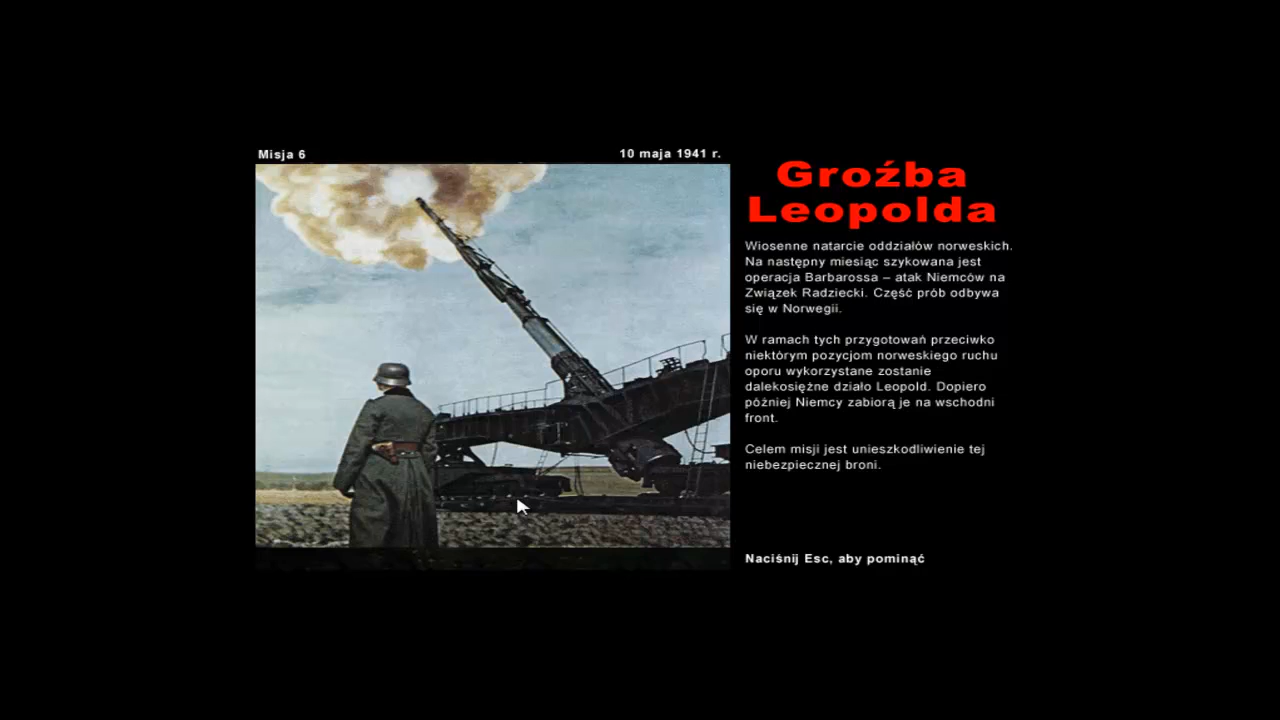 Misja 6
10 maja 1941 r.
Groźba
Leopolda
Wiosenne natarcie oddziałów norweskich.
Na następny miesiąc szykowana jest
operacja Barbarossa – atak Niemców na
Związek Radziecki. Część prób odbywa
się w Norwegii.
W ramach tych przygotowań przeciwko
niektórym pozycjom norweskiego ruchu
oporu wykorzystane zostanie
dalekosiężne działo Leopold. Dopiero
później Niemcy zabiorą je na wschodni
front.
Celem misji jest unieszkodliwienie tej
niebezpiecznej broni.
Naciśnij Esc, aby pominąć